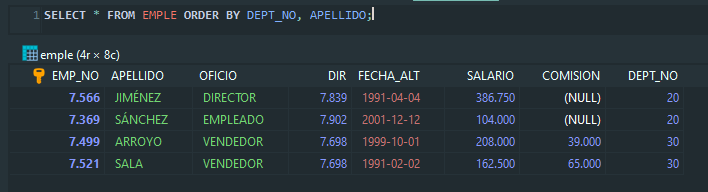 1 SELECT * FROM EMPLE ORDER BY DEPT_NO, APELLIDO;
emple (4r × 8c)
EMP_NO APELLIDO OFICIO DIR FECHA_ALT SALARIO COMISION DEPT_NO
7.566 JIMÉNEZ DIRECTOR 7.839 1991-04-04 386.750 (NULL) 20
7.369 SÁNCHEZ EMPLEADO 7.902 2001-12-12 104.000 (NULL) 20
7.499 ARROYO VENDEDOR 7.698 1999-10-01 208.000 39.000 30
7.521 SALA VENDEDOR 7.698 1991-02-02 162.500 65.000 30